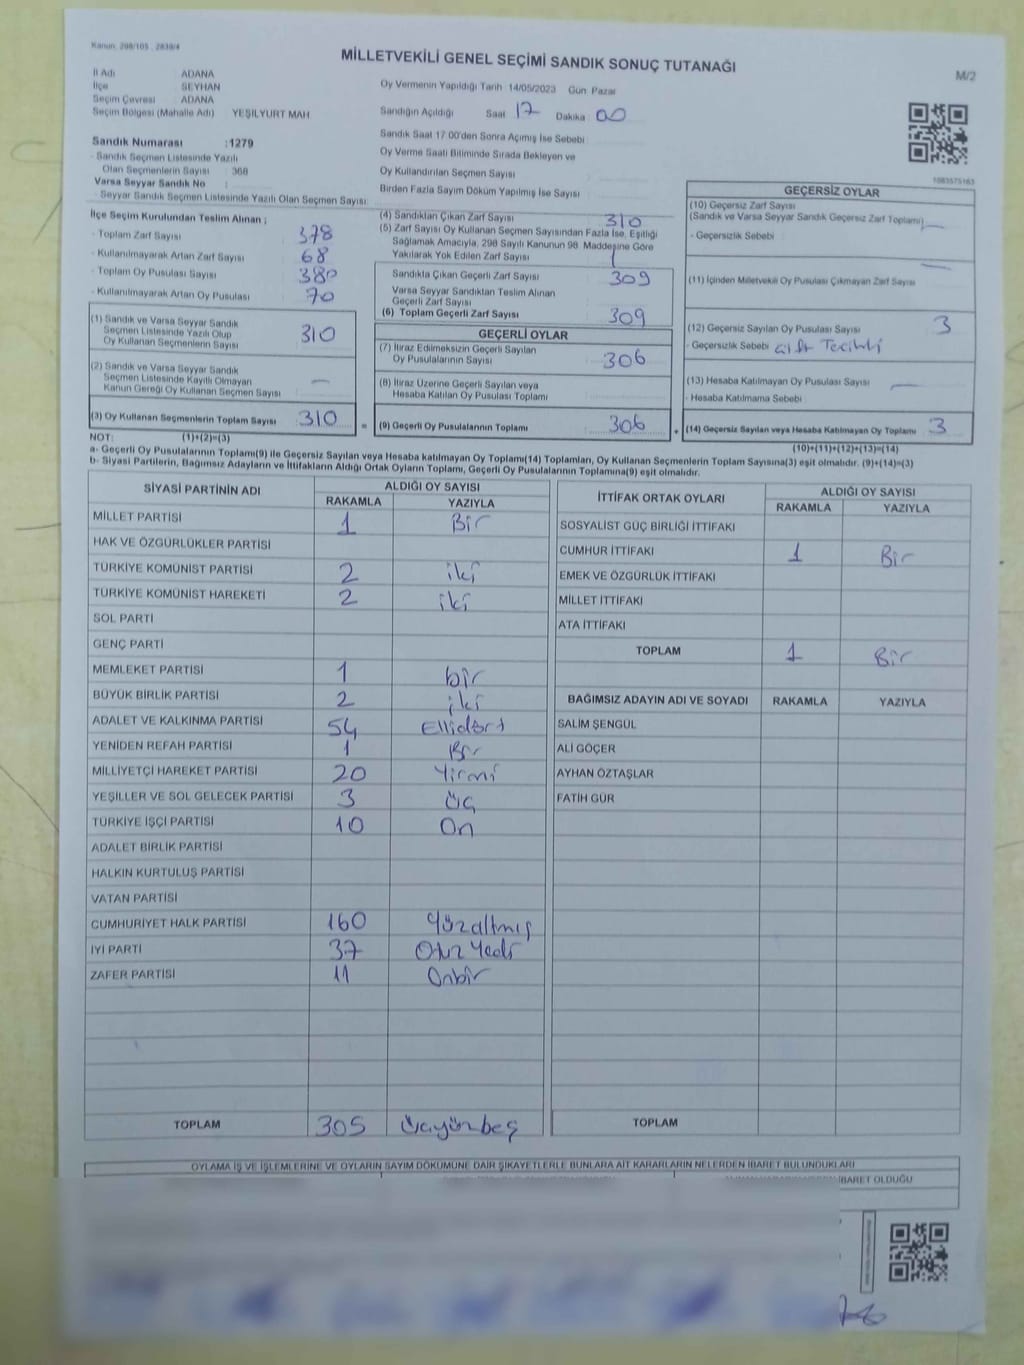 Kanun: 298/105 , 2839/4
MİLLETVEKİLİ GENEL SEÇİMİ SANDIK SONUÇ TUTANAĞI
M/2
İl Adı ADANA
İlçe SEYHAN
Seçim Çevresi ADANA
Seçim Bölgesi (Mahalle Adı) YEŞİLYURT MAH
Oy Vermenin Yapıldığı Tarih 14/05/2023 Gün Pazar
Sandığın Açıldığı Saat 17 Dakika 00
Sandık Saat 17:00'den Sonra Açımış İse Sebebi
Oy Verme Saati Bitiminde Sırada Bekleyen ve
Oy Kullandırılan Seçmen Sayısı
Birden Fazla Sayım Döküm Yapılmış İse Sayısı
Sandık Numarası :1279
- Sandık Seçmen Listesinde Yazılı
Olan Seçmenlerin Sayısı : 368
Varsa Seyyar Sandık No :
- Seyyar Sandık Seçmen Listesinde Yazılı Olan Seçmen Sayısı:
İlçe Seçim Kurulundan Teslim Alınan ;
- Toplam Zarf Sayısı 378
- Kullanılmayarak Artan Zarf Sayısı 68
- Toplam Oy Pusulası Sayısı 380
- Kullanılmayarak Artan Oy Pusulası 70
(1) Sandık ve Varsa Seyyar Sandık
Seçmen Listesinde Yazılı Olup
Oy Kullanan Seçmenlerin Sayısı 310
(2) Sandık ve Varsa Seyyar Sandık
Seçmen Listesinde Kayıtlı Olmayan
Kanun Gereği Oy Kullanan Seçmen Sayısı : —
(3) Oy Kullanan Seçmenlerin Toplam Sayısı 310
(4) Sandıktan Çıkan Zarf Sayısı 310
(5) Zarf Sayısı Oy Kullanan Seçmen Sayısından Fazla İse, Eşitliği
Sağlamak Amacıyla, 298 Sayılı Kanunun 98. Maddesine Göre
Yakılarak Yok Edilen Zarf Sayısı 1
Sandıkta Çıkan Geçerli Zarf Sayısı 309
Varsa Seyyar Sandıktan Teslim Alınan
Geçerli Zarf Sayısı
(6) Toplam Geçerli Zarf Sayısı 309
GEÇERLİ OYLAR
(7) İtiraz Edilmeksizin Geçerli Sayılan
Oy Pusulalarının Sayısı 306
(8) İtiraz Üzerine Geçerli Sayılan veya
Hesaba Katılan Oy Pusulası Toplamı
= (9) Geçerli Oy Pusulalarının Toplamı 306
1083575163
GEÇERSİZ OYLAR
(10) Geçersiz Zarf Sayısı
(Sandık ve Varsa Seyyar Sandık Geçersiz Zarf Toplamı) —
- Geçersizlik Sebebi
—
(11) İçinden Milletvekili Oy Pusulası Çıkmayan Zarf Sayısı
(12) Geçersiz Sayılan Oy Pusulası Sayısı 3
- Geçersizlik Sebebi çift Tercihli
(13) Hesaba Katılmayan Oy Pusulası Sayısı —
- Hesaba Katılmama Sebebi
+ (14) Geçersiz Sayılan veya Hesaba Katılmayan Oy Toplamı 3
NOT: (1)+(2)=(3)
(10)+(11)+(12)+(13)=(14)
a- Geçerli Oy Pusulalarının Toplamı(9) ile Geçersiz Sayılan veya Hesaba katılmayan Oy Toplamı(14) Toplamları, Oy Kullanan Seçmenlerin Toplam Sayısına(3) eşit olmalıdır. (9)+(14)=(3)
b- Siyasi Partilerin, Bağımsız Adayların ve İttifakların Aldığı Ortak Oyların Toplamı, Geçerli Oy Pusulalarının Toplamına(9) eşit olmalıdır.
SİYASİ PARTİNİN ADI ALDIĞI OY SAYISI
RAKAMLA YAZIYLA
MİLLET PARTİSİ 1 Bir
HAK VE ÖZGÜRLÜKLER PARTİSİ
TÜRKİYE KOMÜNİST PARTİSİ 2 iki
TÜRKİYE KOMÜNİST HAREKETİ 2 iki
SOL PARTİ
GENÇ PARTİ
MEMLEKET PARTİSİ 1 bir
BÜYÜK BİRLİK PARTİSİ 2 iki
ADALET VE KALKINMA PARTİSİ 54 Ellidört
YENİDEN REFAH PARTİSİ 1 Bir
MİLLİYETÇİ HAREKET PARTİSİ 20 Yirmi
YEŞİLLER VE SOL GELECEK PARTİSİ 3 Üç
TÜRKİYE İŞÇİ PARTİSİ 10 On
ADALET BİRLİK PARTİSİ
HALKIN KURTULUŞ PARTİSİ
VATAN PARTİSİ
CUMHURİYET HALK PARTİSİ 160 Yüzaltmış
İYİ PARTİ 37 Otuz Yedi
ZAFER PARTİSİ 11 Onbir
TOPLAM 305
İTTİFAK ORTAK OYLARI ALDIĞI OY SAYISI
RAKAMLA YAZIYLA
SOSYALİST GÜÇ BİRLİĞİ İTTİFAKI
CUMHUR İTTİFAKI 1 Bir
EMEK VE ÖZGÜRLÜK İTTİFAKI
MİLLET İTTİFAKI
ATA İTTİFAKI
TOPLAM 1 Bir
BAĞIMSIZ ADAYIN ADI VE SOYADI RAKAMLA YAZIYLA
SALİM ŞENGÜL
ALİ GÖÇER
AYHAN ÖZTAŞLAR
FATİH GÜR
TOPLAM
OYLAMA İŞ VE İŞLEMLERİNE VE OYLARIN SAYIM DÖKÜMÜNE DAİR ŞİKAYETLERLE BUNLARA AİT KARARLARIN NELERDEN İBARET BULUNDUKLARI
İBARET OLDUĞU